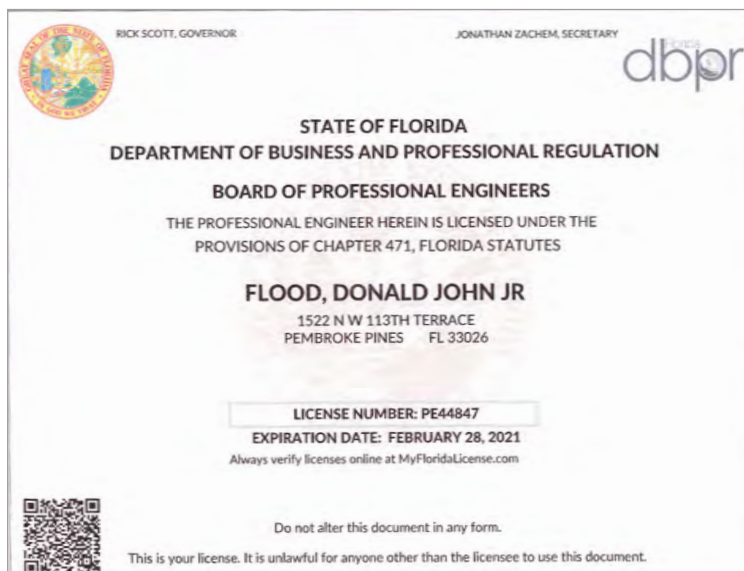 RICK SCOTT, GOVERNOR
JONATHAN ZACHEM, SECRETARY
Florida
dbpr
STATE OF FLORIDA
DEPARTMENT OF BUSINESS AND PROFESSIONAL REGULATION
BOARD OF PROFESSIONAL ENGINEERS
THE PROFESSIONAL ENGINEER HEREIN IS LICENSED UNDER THE
PROVISIONS OF CHAPTER 471, FLORIDA STATUTES
FLOOD, DONALD JOHN JR
1522 N W 113TH TERRACE
PEMBROKE PINES FL 33026
LICENSE NUMBER: PE44847
EXPIRATION DATE: FEBRUARY 28, 2021
Always verify licenses online at MyFloridaLicense.com
Do not alter this document in any form.
This is your license. It is unlawful for anyone other than the licensee to use this document.